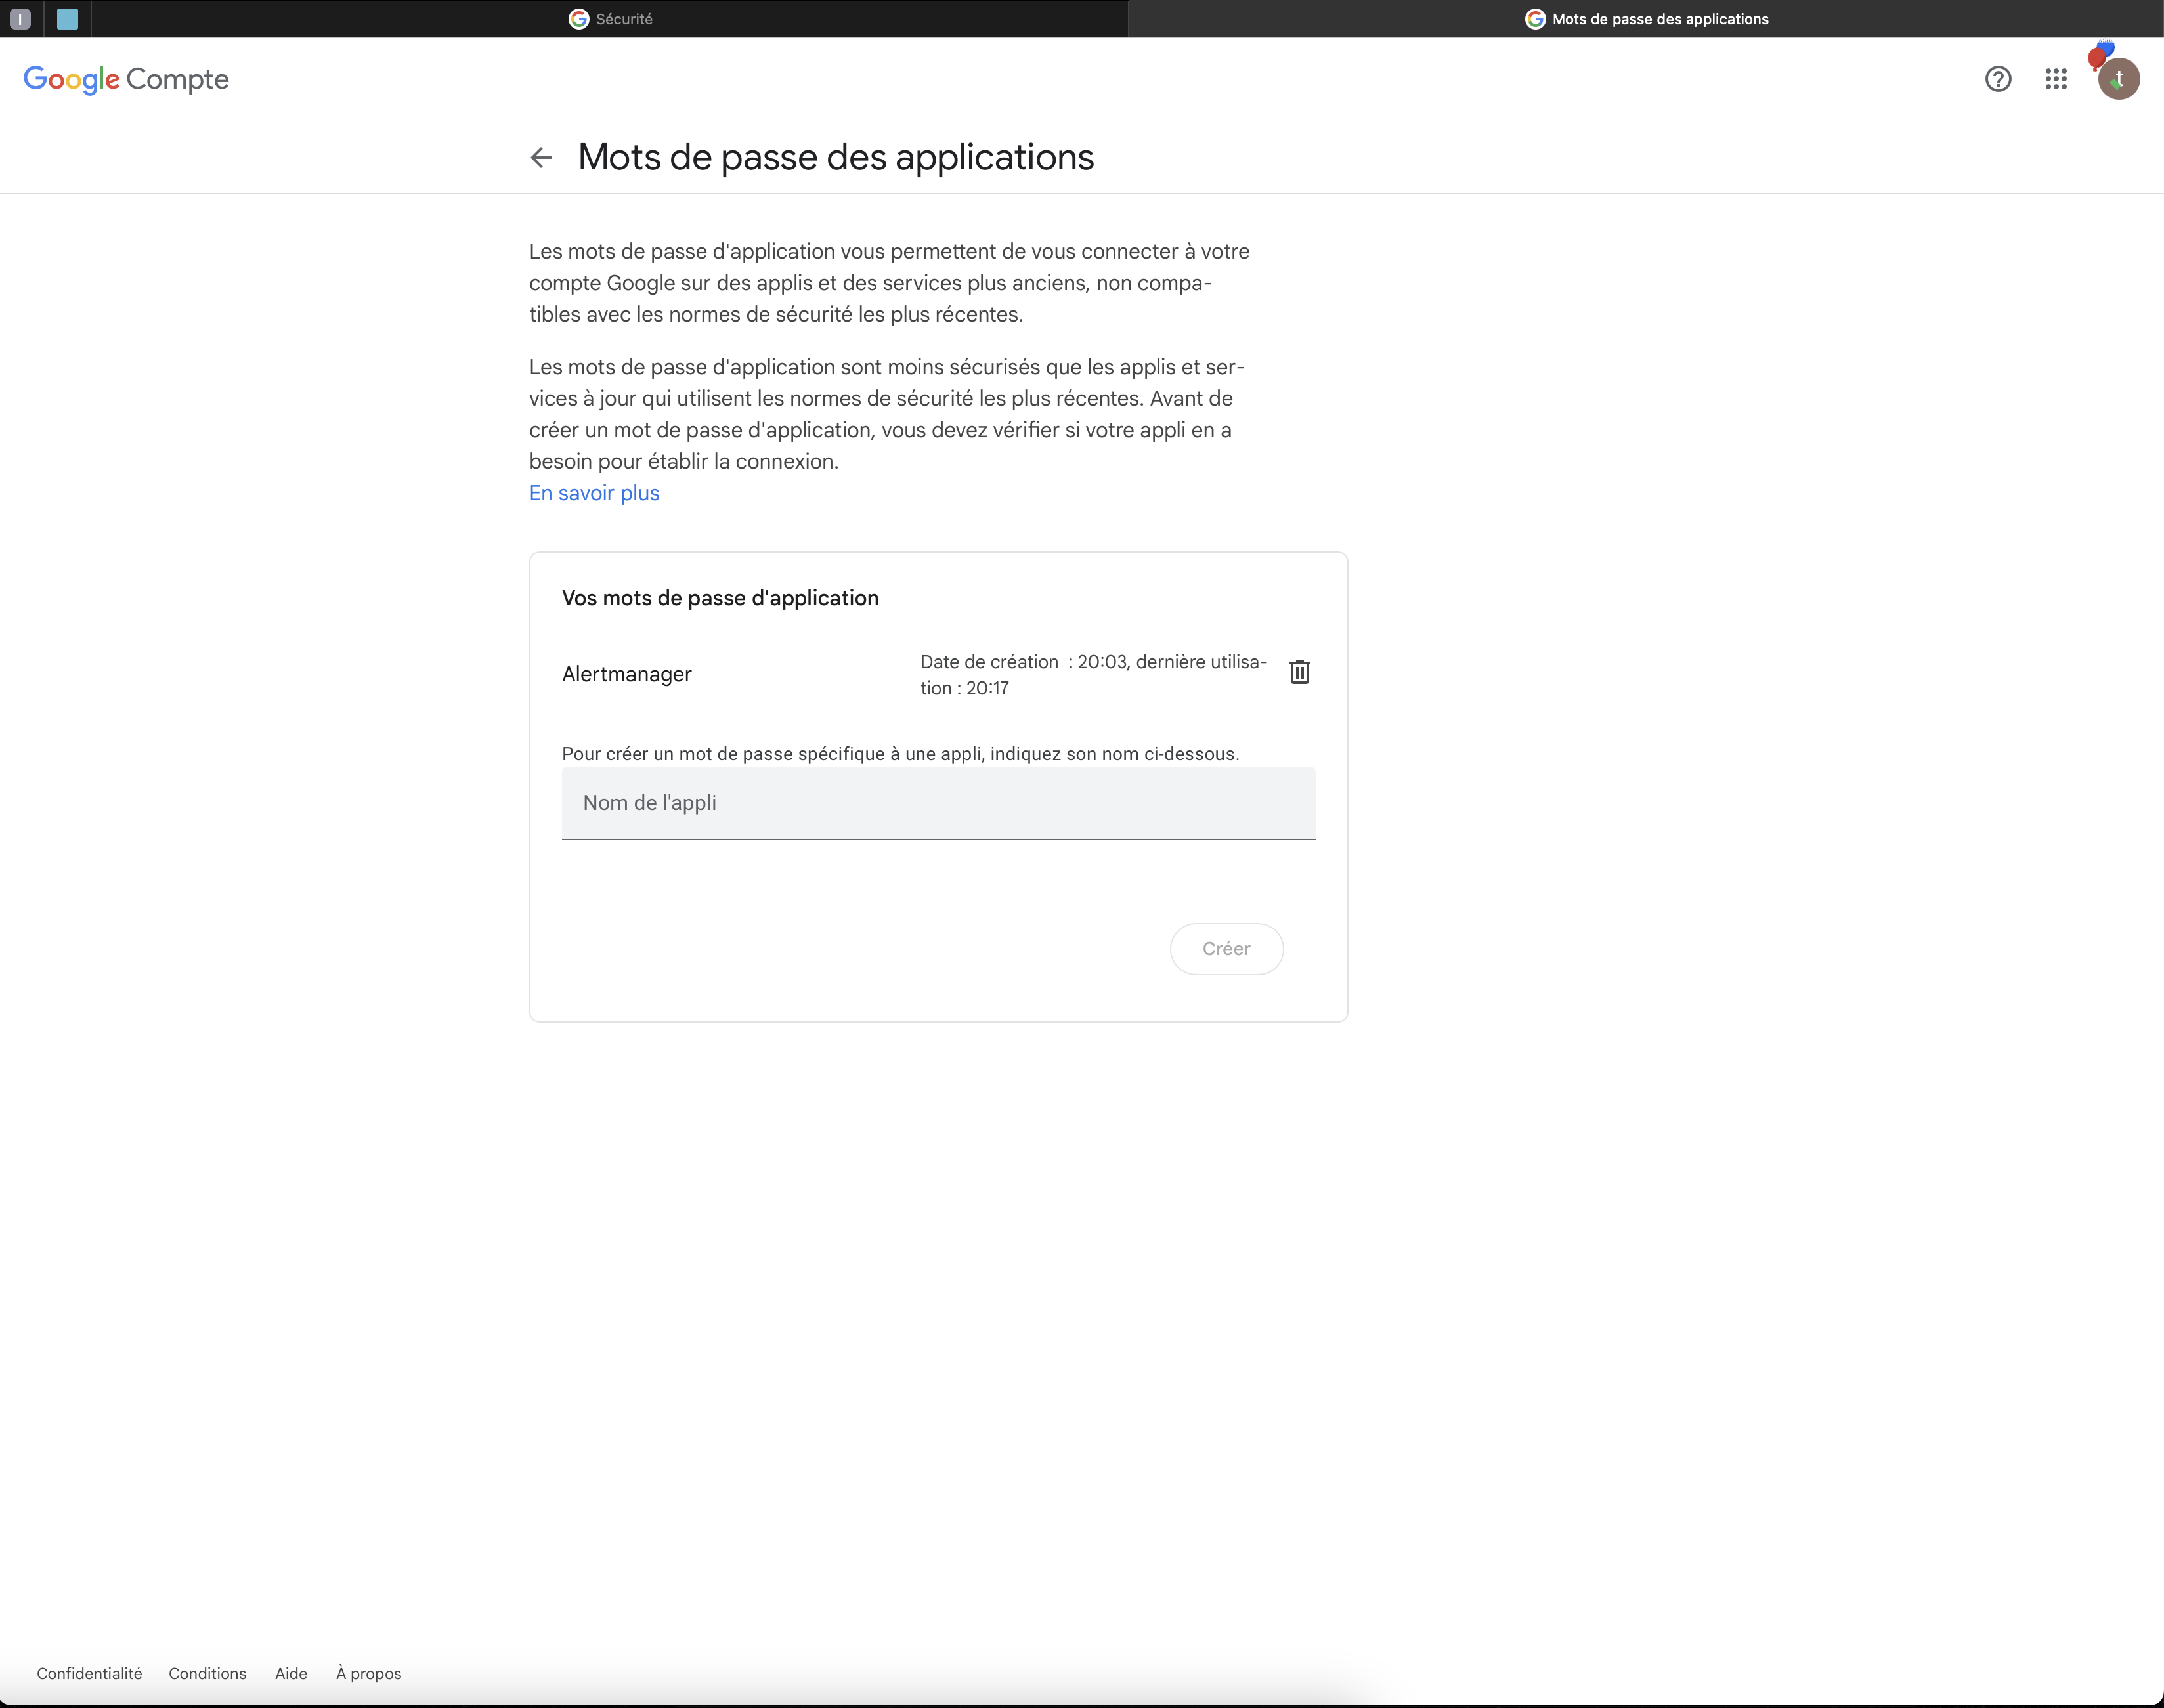 I
Sécurité
Mots de passe des applications
Google Compte
t
Mots de passe des applications
Les mots de passe d'application vous permettent de vous connecter à votre
compte Google sur des applis et des services plus anciens, non compa-
tibles avec les normes de sécurité les plus récentes.
Les mots de passe d'application sont moins sécurisés que les applis et ser-
vices à jour qui utilisent les normes de sécurité les plus récentes. Avant de
créer un mot de passe d'application, vous devez vérifier si votre appli en a
besoin pour établir la connexion.
En savoir plus
Vos mots de passe d'application
Alertmanager
Date de création : 20:03, dernière utilisa-
tion : 20:17
Pour créer un mot de passe spécifique à une appli, indiquez son nom ci-dessous.
Nom de l'appli
Créer
Confidentialité Conditions Aide À propos